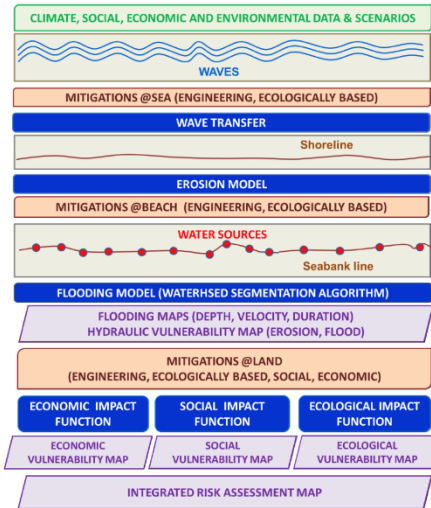 CLIMATE, SOCIAL, ECONOMIC AND ENVIRONMENTAL DATA & SCENARIOS
WAVES
MITIGATIONS @SEA (ENGINEERING, ECOLOGICALLY BASED)
WAVE TRANSFER
Shoreline
EROSION MODEL
MITIGATIONS @BEACH (ENGINEERING, ECOLOGICALLY BASED)
WATER SOURCES
Seabank line
FLOODING MODEL (WATERHSED SEGMENTATION ALGORITHM)
FLOODING MAPS (DEPTH, VELOCITY, DURATION)
HYDRAULIC VULNERABILITY MAP (EROSION, FLOOD)
MITIGATIONS @LAND
(ENGINEERING, ECOLOGICALLY BASED, SOCIAL, ECONOMIC)
ECONOMIC IMPACT
FUNCTION
SOCIAL IMPACT
FUNCTION
ECOLOGICAL IMPACT
FUNCTION
ECONOMIC
VULNERABILITY MAP
SOCIAL
VULNERABILITY MAP
ECOLOGICAL
VULNERABILITY MAP
INTEGRATED RISK ASSESSMENT MAP